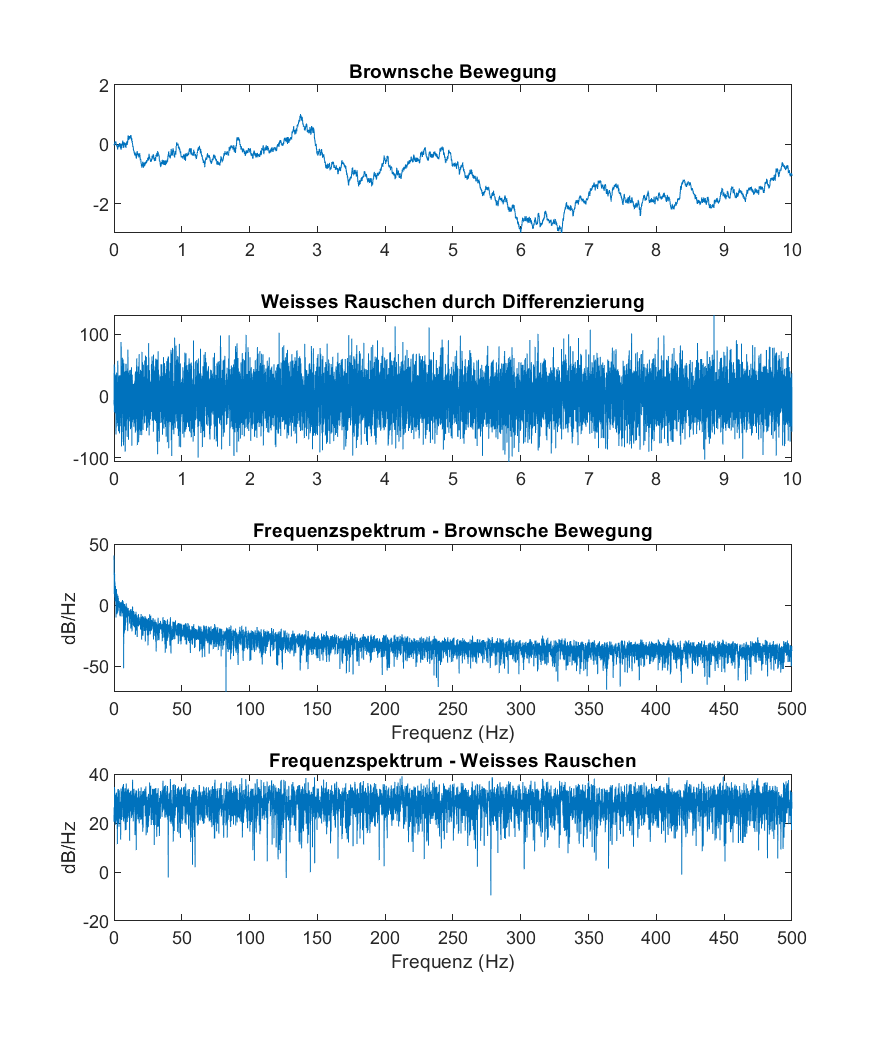 Brownsche Bewegung
2
0
-2
0 1 2 3 4 5 6 7 8 9 10
Weisses Rauschen durch Differenzierung
100
0
-100
0 1 2 3 4 5 6 7 8 9 10
Frequenzspektrum - Brownsche Bewegung
50
0
-50
dB/Hz
0 50 100 150 200 250 300 350 400 450 500
Frequenz (Hz)
Frequenzspektrum - Weisses Rauschen
40
20
0
-20
dB/Hz
0 50 100 150 200 250 300 350 400 450 500
Frequenz (Hz)